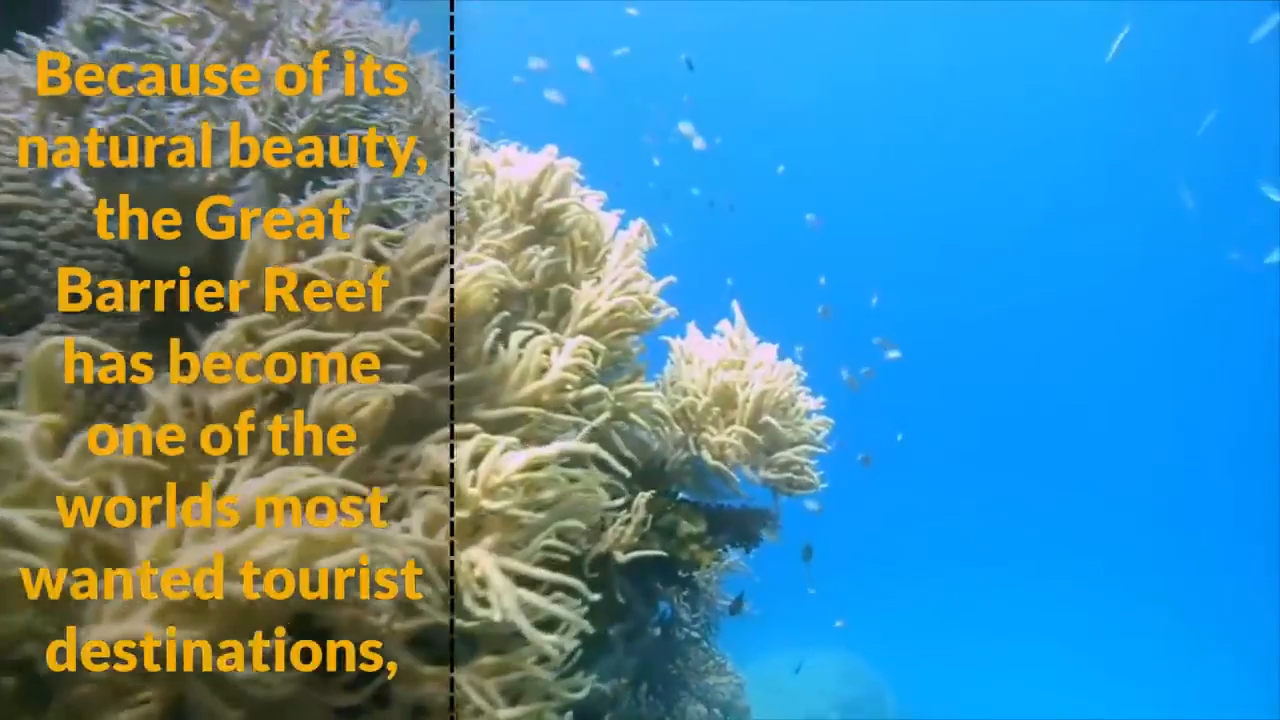 Because of its
natural beauty,
the Great
Barrier Reef
has become
one of the
worlds most
wanted tourist
destinations,